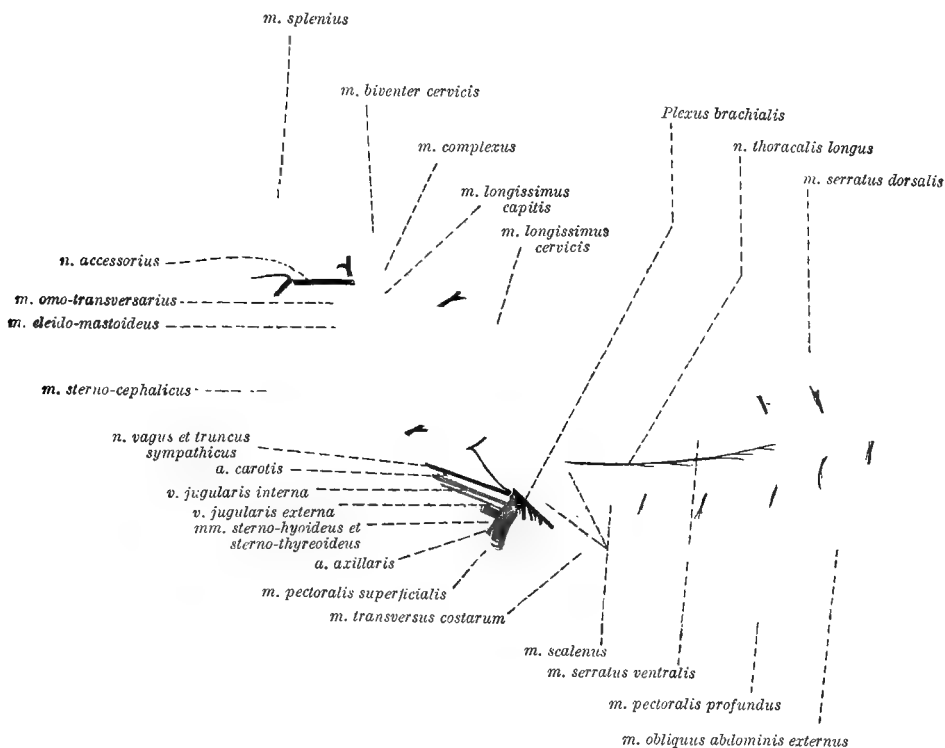 m. splenius
m. biventer cervicis
Plexus brachialis
m. complexus
n. thoracalis longus
m. serratus dorsalis
m. longissimus
capitis
m. longissimus
cervicis
n. accessorius
m. omo-transversarius
m. cleido-mastoideus
m. sterno-cephalicus
n. vagus et truncus
sympathicus
a. carotis
v. jugularis interna
v. jugularis externa
mm. sterno-hyoideus et
sterno-thyreoideus
a. axillaris
m. pectoralis superficialis
m. transversus costarum
m. scalenus
m. serratus ventralis
m. pectoralis profundus
m. obliquus abdominis externus